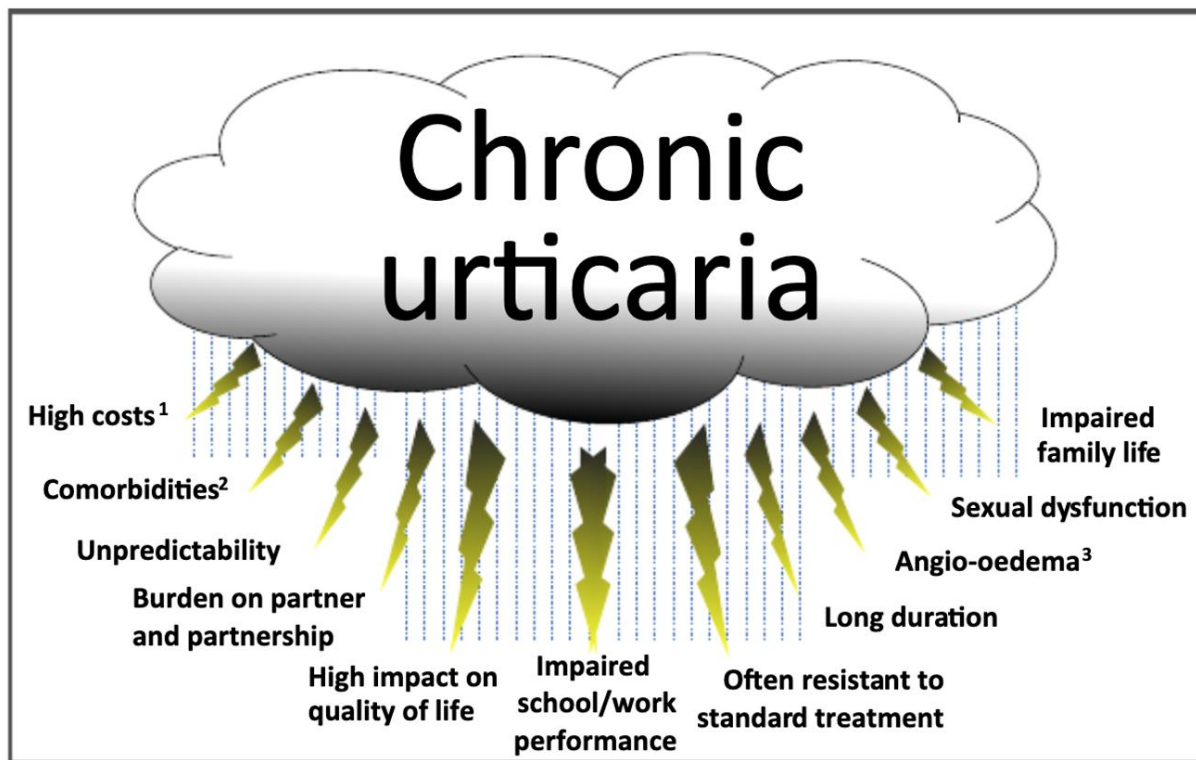 Chronic
urticaria
High costs¹
Comorbidities²
Unpredictability
Burden on partner
and partnership
High impact on
quality of life
Impaired
school/work
performance
Often resistant to
standard treatment
Long duration
Angio-oedema³
Sexual dysfunction
Impaired
family life